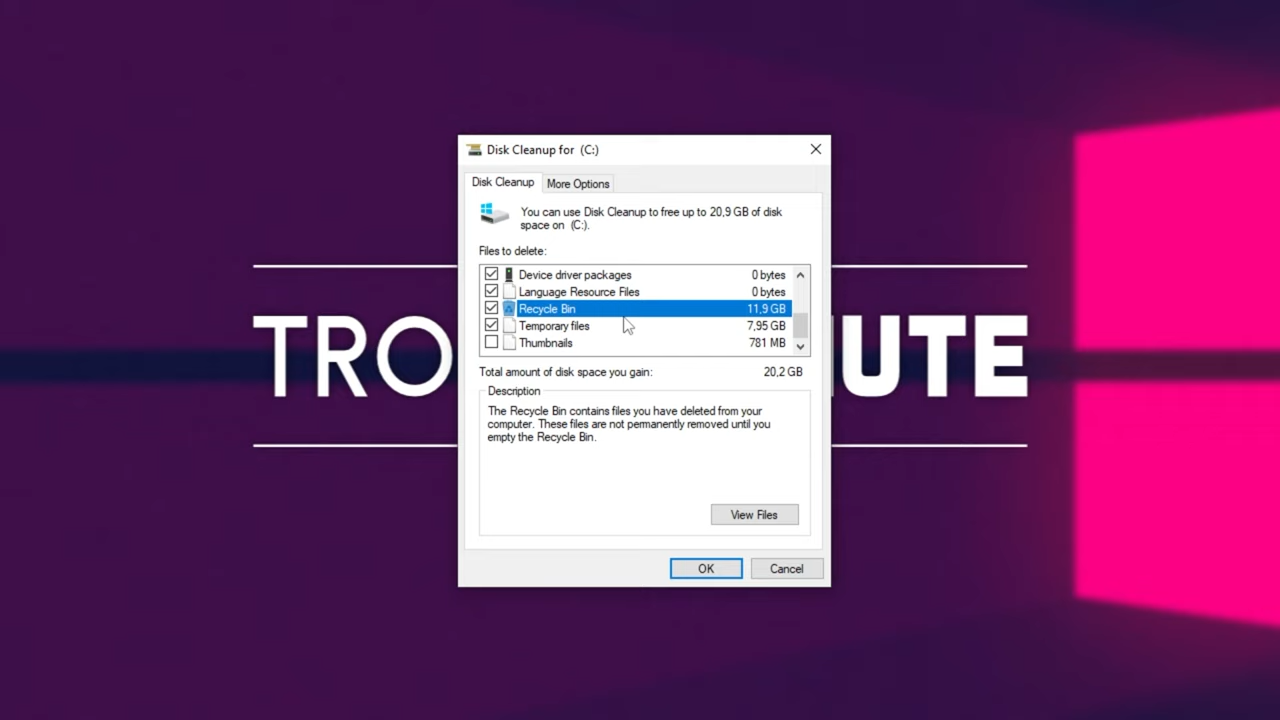 Disk Cleanup for (C:)
Disk Cleanup
More Options
You can use Disk Cleanup to free up to 20,9 GB of disk
space on (C:).
Files to delete:
Device driver packages 0 bytes
Language Resource Files 0 bytes
Recycle Bin 11,9 GB
Temporary files 7,95 GB
Thumbnails 781 MB
TRO UTE
Total amount of disk space you gain: 20,2 GB
Description
The Recycle Bin contains files you have deleted from your
computer. These files are not permanently removed until you
empty the Recycle Bin.
View Files
OK
Cancel